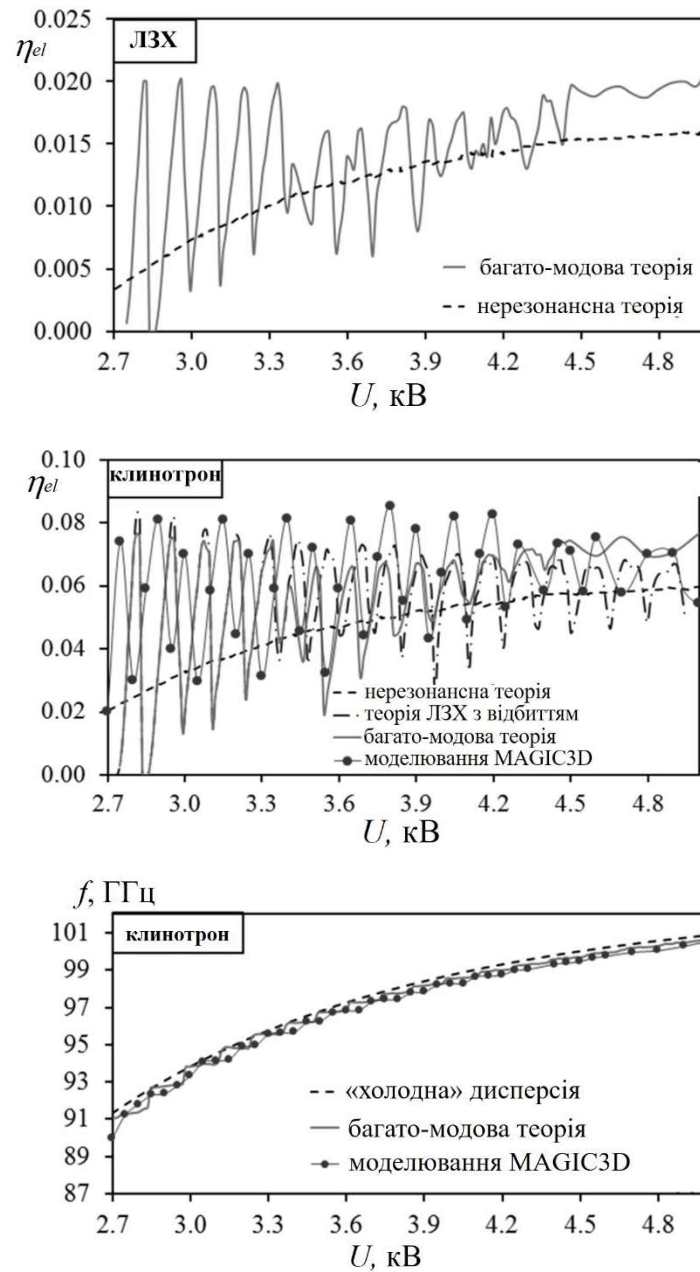 0.025
ЛЗХ
ηel
0.020
0.015
0.010
багато-модова теорія
0.005
нерезонансна теорія
0.000
2.7 3.0 3.3 3.6 3.9 4.2 4.5 4.8
U, кВ
0.10
клинотрон
ηel
0.08
0.06
0.04
нерезонансна теорія
0.02
теорія ЛЗХ з відбиттям
багато-модова теорія
моделювання MAGIC3D
0.00
2.7 3.0 3.3 3.6 3.9 4.2 4.5 4.8
U, кВ
f, ГГц
101
клинотрон
99
97
95
93
«холодна» дисперсія
91
багато-модова теорія
89
моделювання MAGIC3D
87
2.7 3.0 3.3 3.6 3.9 4.2 4.5 4.8
U, кВ